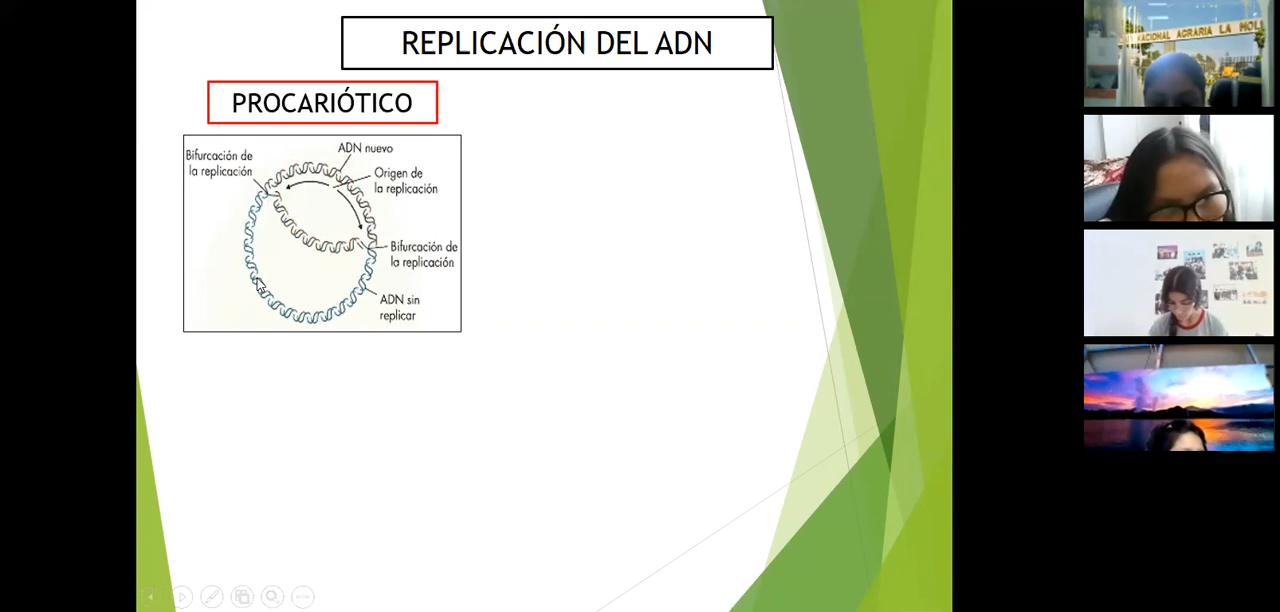 REPLICACIÓN DEL ADN
PROCARIÓTICO
Bifurcación de
la replicación
ADN nuevo
Origen de
la replicación
Bifurcación de
la replicación
ADN sin
replicar
NACIONAL AGRARIA LA MOLI